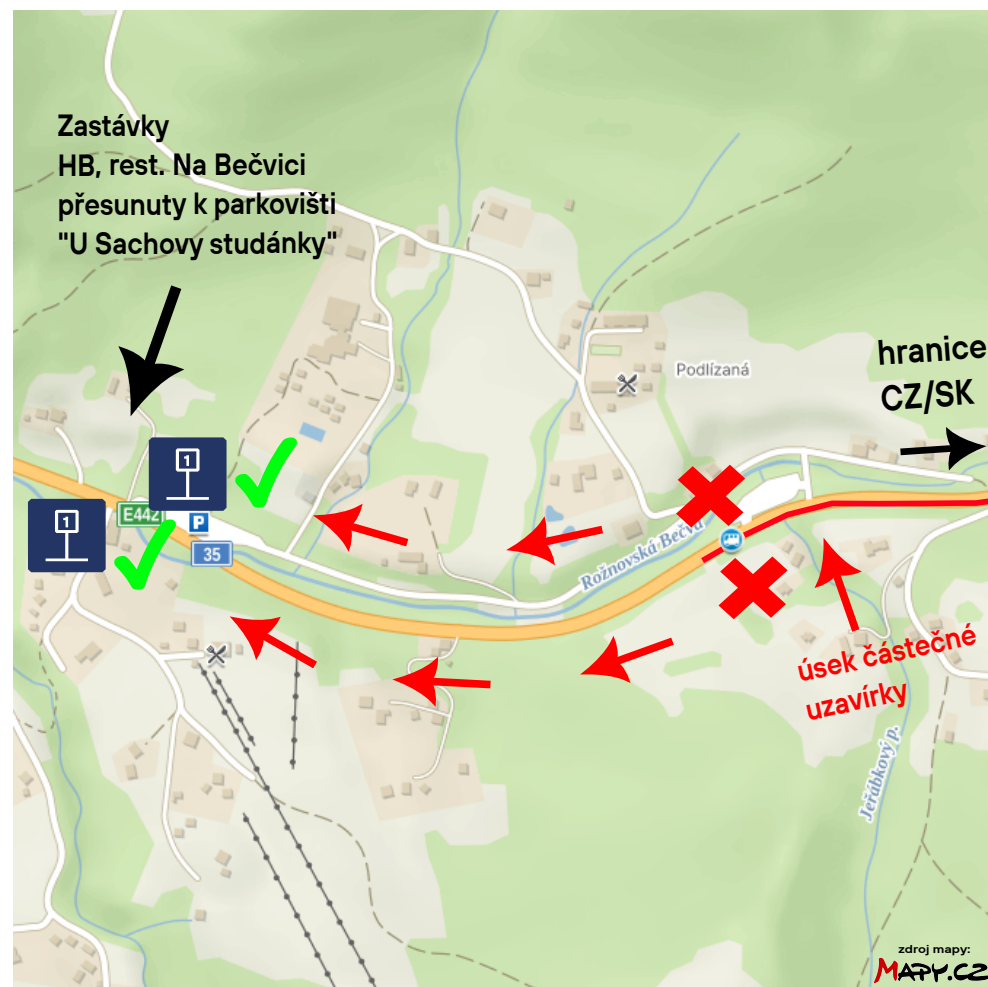 Zastávky
HB, rest. Na Bečvici
přesunuty k parkovišti
"U Sachovy studánky"
hranice
CZ/SK
Podlízaná
1
1
E442
P
35
Rožnovská Bečva
úsek částečné
uzavírky
Jeřábkový p.
zdroj mapy:
MAPY.CZ